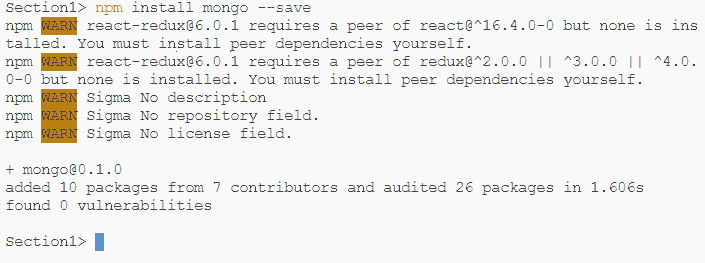 Section1> npm install mongo --save
npm WARN react-redux@6.0.1 requires a peer of react@^16.4.0-0 but none is ins
talled. You must install peer dependencies yourself.
npm WARN react-redux@6.0.1 requires a peer of redux@^2.0.0 || ^3.0.0 || ^4.0.
0-0 but none is installed. You must install peer dependencies yourself.
npm WARN Sigma No description
npm WARN Sigma No repository field.
npm WARN Sigma No license field.
+ mongo@0.1.0
added 10 packages from 7 contributors and audited 26 packages in 1.606s
found 0 vulnerabilities
Section1>